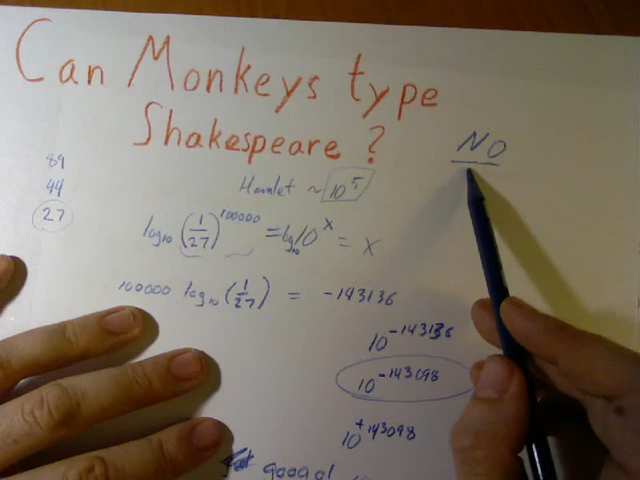 Can Monkeys type
Shakespeare ?
NO
89
44
27
Hamlet ~ 10^5
log10 (1/27)^100000 = log10 10^x = x
100000 log10 (1/27) = -143136
10^-143136
10^-143098
10^+143098
googol